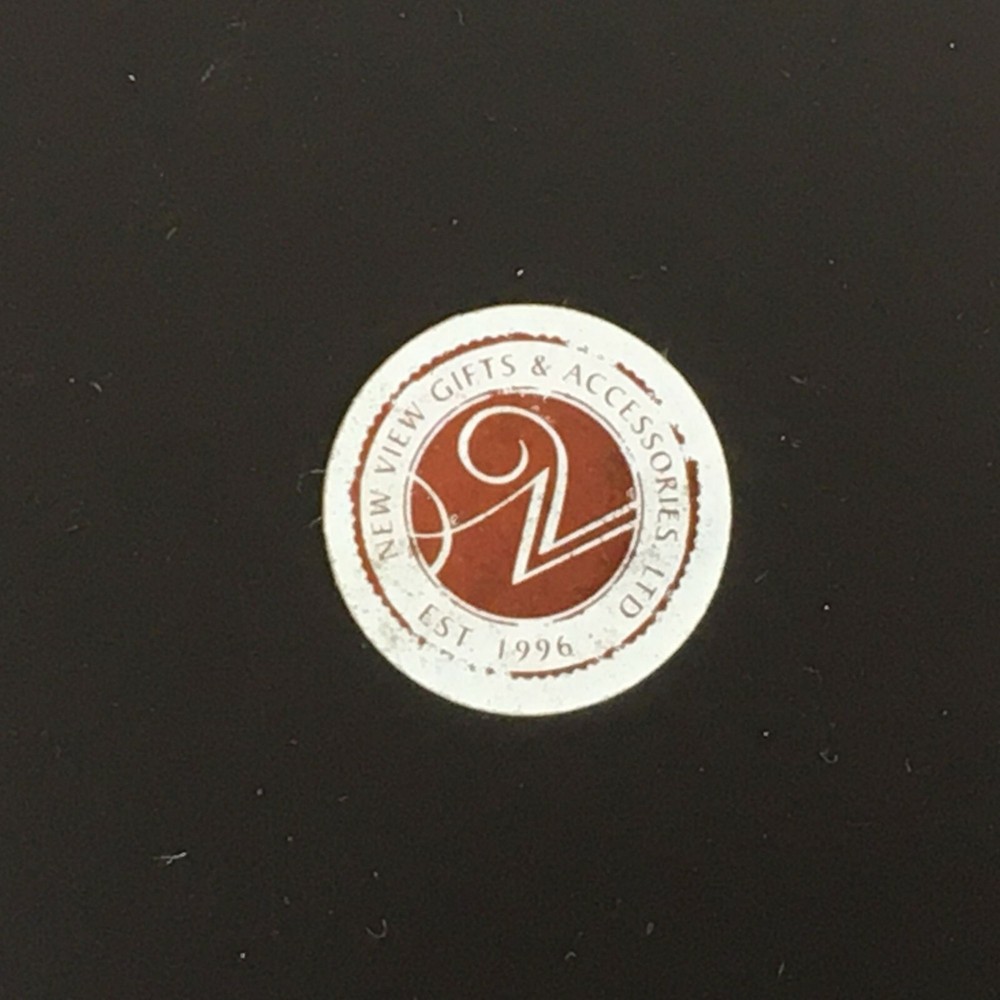 NEW VIEW GIFTS & ACCESSORIES, LTD
EST. 1996